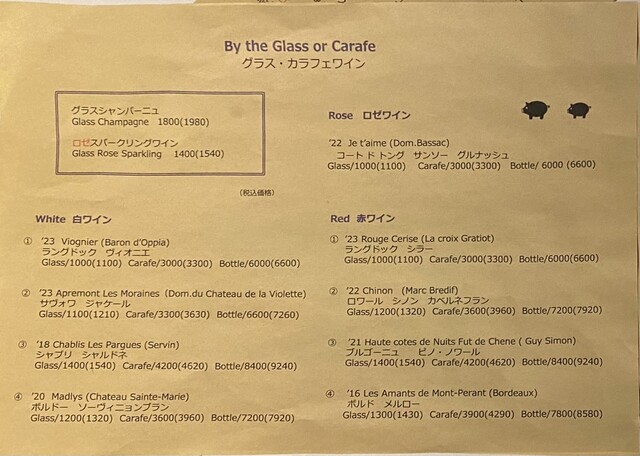 By the Glass or Carafe
グラス・カラフェワイン
グラスシャンパーニュ
Glass Champagne 1800(1980)
ロゼスパークリングワイン
Glass Rose Sparkling 1400(1540)
(税込価格)
Rose ロゼワイン
'22 Je t'aime (Dom.Bassac)
コート ド トング サンソー グルナッシュ
Glass/1000(1100) Carafe/3000(3300) Bottle/ 6000 (6600)
White 白ワイン
① '23 Viognier (Baron d'Oppia)
ラングドック ヴィオニエ
Glass/1000(1100) Carafe/3000(3300) Bottle/6000(6600)
② '23 Apremont Les Moraines (Dom.du Chateau de la Violette)
サヴォワ ジャケール
Glass/1100(1210) Carafe/3300(3630) Bottle/6600(7260)
③ '18 Chablis Les Pargues (Servin)
シャブリ シャルドネ
Glass/1400(1540) Carafe/4200(4620) Bottle/8400(9240)
④ '20 Madlys (Chateau Sainte-Marie)
ボルドー ソーヴィニョンブラン
Glass/1200(1320) Carafe/3600(3960) Bottle/7200(7920)
Red 赤ワイン
① '23 Rouge Cerise (La croix Gratiot)
ラングドック シラー
Glass/1000(1100) Carafe/3000(3300) Bottle/6000(6600)
② '22 Chinon (Marc Bredif)
ロワール シノン カベルネフラン
Glass/1200(1320) Carafe/3600(3960) Bottle/7200(7920)
③ '21 Haute cotes de Nuits Fut de Chene ( Guy Simon)
ブルゴーニュ ピノ・ノワール
Glass/1400(1540) Carafe/4200(4620) Bottle/8400(9240)
④ '16 Les Amants de Mont-Perant (Bordeaux)
ボルド メルロー
Glass/1300(1430) Carafe/3900(4290) Bottle/7800(8580)